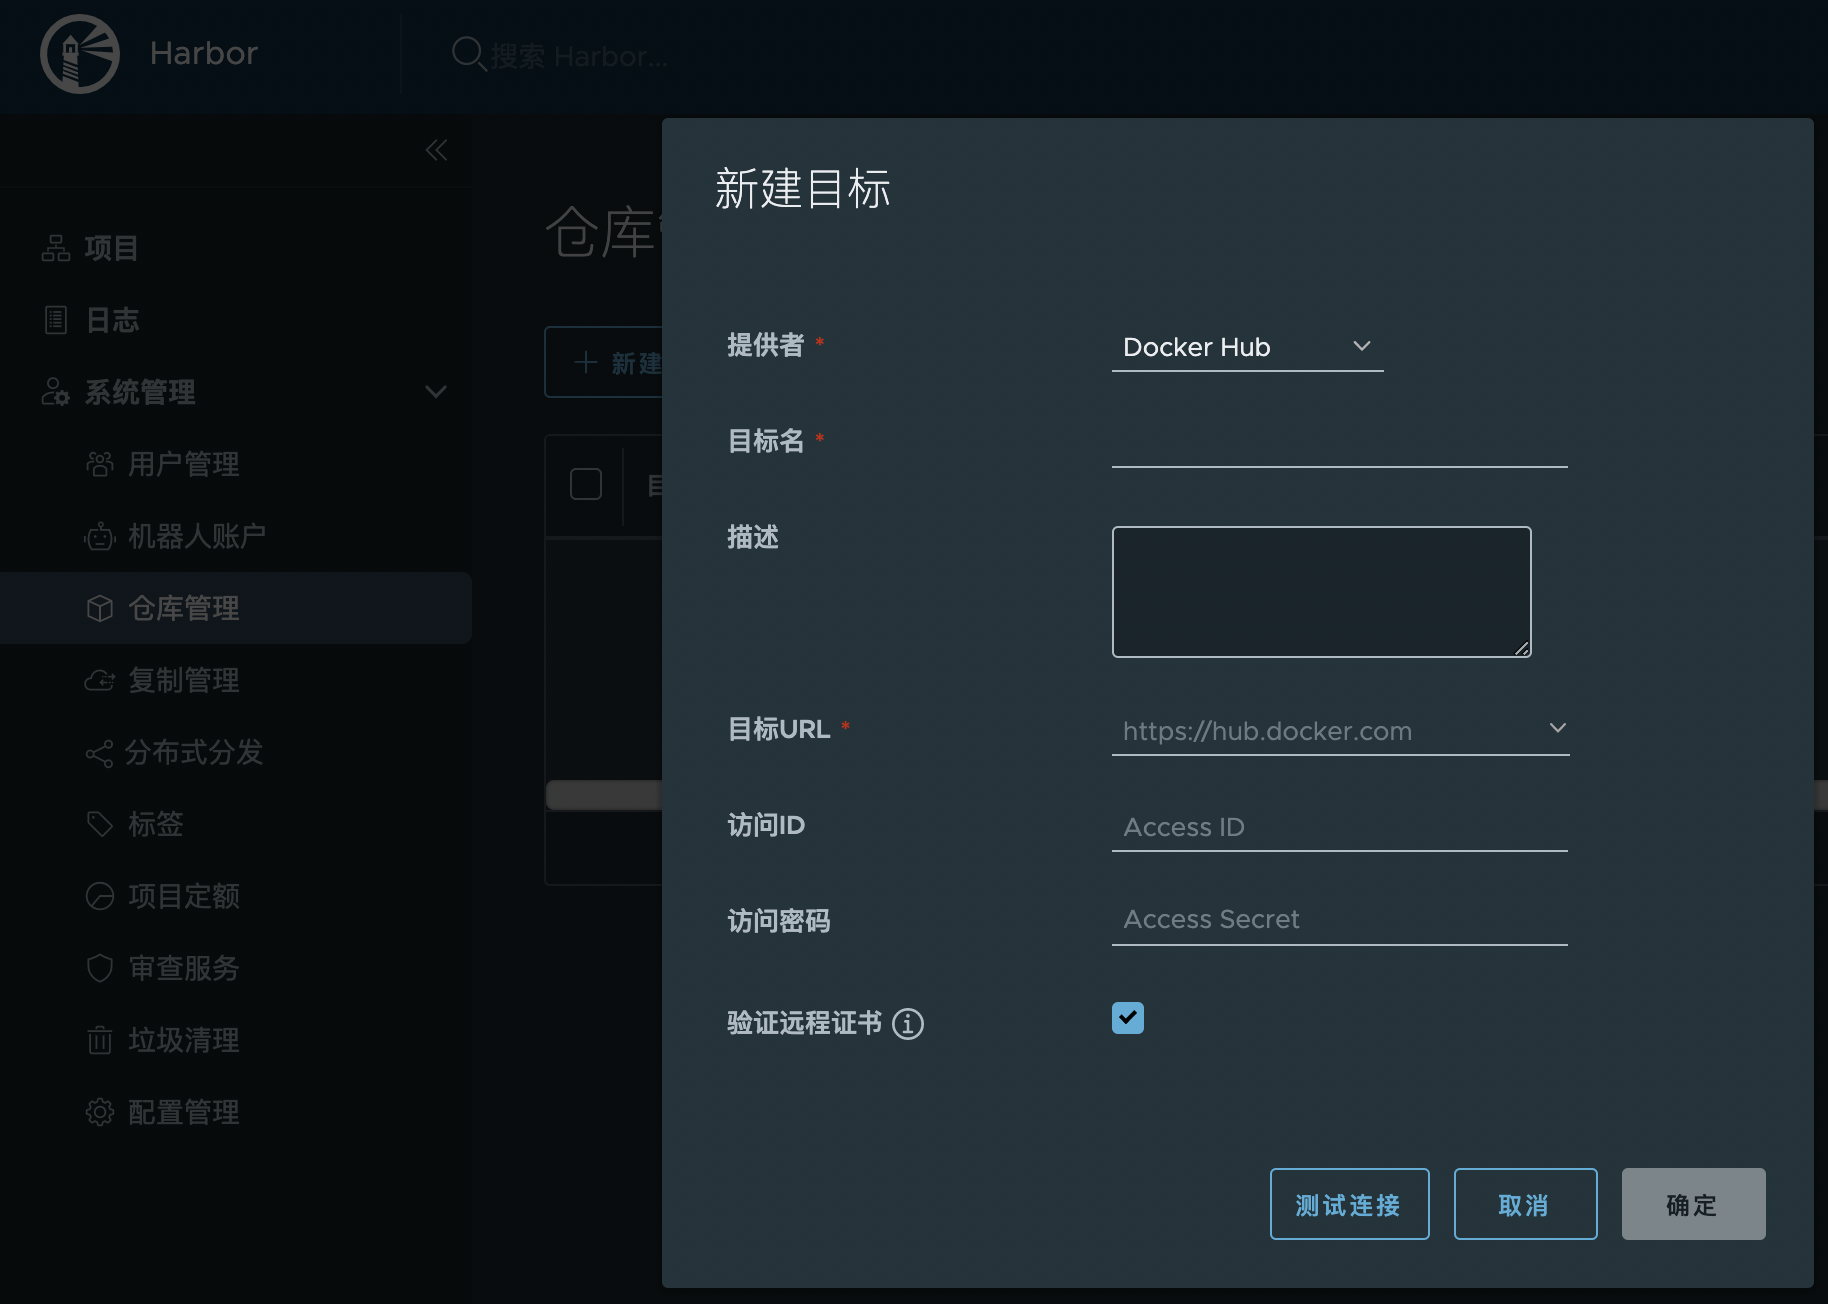 Harbor
搜索 Harbor...
项目
日志
系统管理
用户管理
机器人账户
仓库管理
复制管理
分布式分发
标签
项目定额
审查服务
垃圾清理
配置管理
仓库
新建
新建目标
提供者 *
Docker Hub
目标名 *
描述
目标URL *
https://hub.docker.com
访问ID
Access ID
访问密码
Access Secret
验证远程证书
测试连接
取消
确定